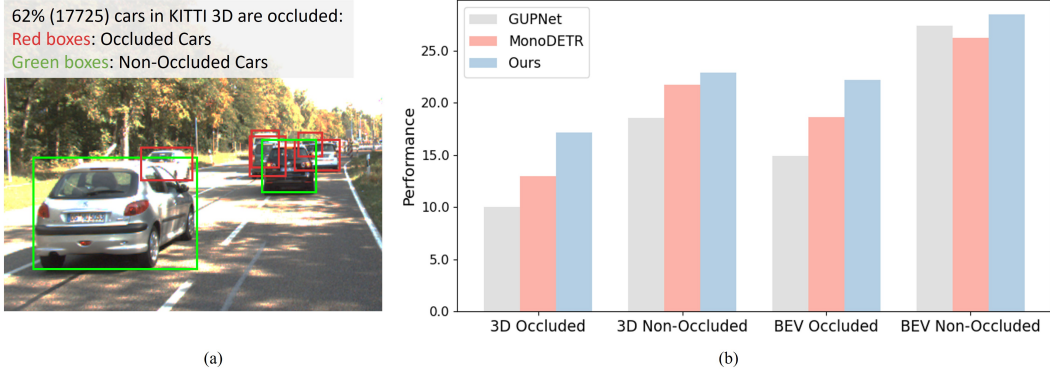 62% (17725) cars in KITTI 3D are occluded:
Red boxes: Occluded Cars
Green boxes: Non-Occluded Cars
(a)
GUPNet
MonoDETR
Ours
Performance
25.0
20.0
15.0
10.0
5.0
0.0
3D Occluded
3D Non-Occluded
BEV Occluded
BEV Non-Occluded
(b)